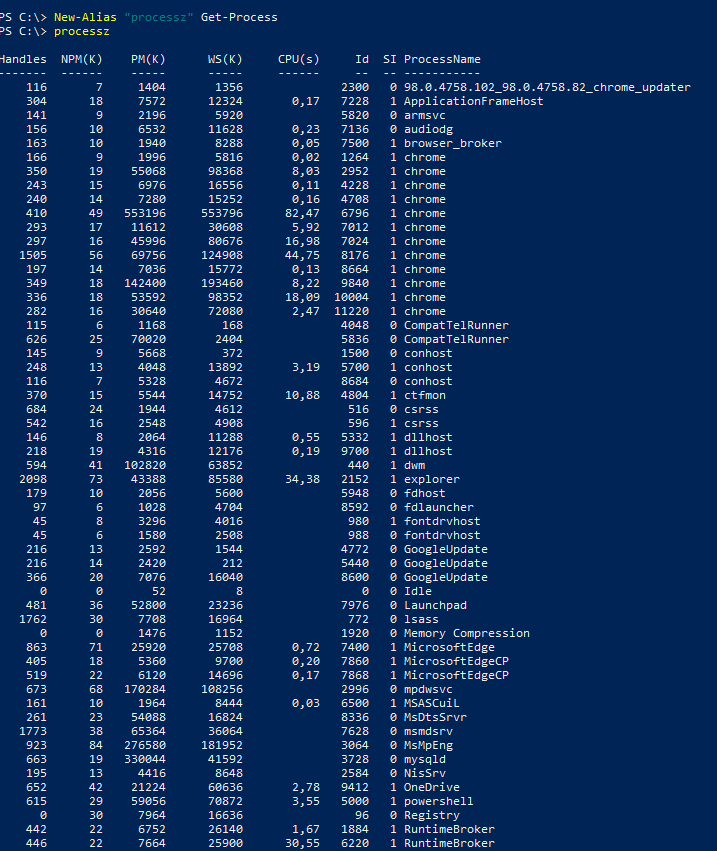 PS C:\> New-Alias "processz" Get-Process
PS C:\> processz
Handles NPM(K) PM(K) WS(K) CPU(s) Id SI ProcessName
------- ------ ----- ----- ------ -- -- -----------
116 7 1404 1356 2300 0 98.0.4758.102_98.0.4758.82_chrome_updater
304 18 7572 12324 0,17 7228 1 ApplicationFrameHost
141 9 2196 5920 5820 0 armsvc
156 10 6532 11628 0,23 7136 0 audiodg
163 10 1940 8288 0,05 7500 1 browser_broker
166 9 1996 5816 0,02 1264 1 chrome
350 19 55068 98368 8,03 2952 1 chrome
243 15 6976 16556 0,11 4228 1 chrome
240 14 7280 15252 0,16 4708 1 chrome
410 49 553196 553796 82,47 6796 1 chrome
293 17 11612 30608 5,92 7012 1 chrome
297 16 45996 80676 16,98 7024 1 chrome
1505 56 69756 124908 44,75 8176 1 chrome
197 14 7036 15772 0,13 8664 1 chrome
349 18 142400 193460 8,22 9840 1 chrome
336 18 53592 98352 18,09 10004 1 chrome
282 16 30640 72080 2,47 11220 1 chrome
115 6 1168 168 4048 0 CompatTelRunner
626 25 70020 2404 5836 0 CompatTelRunner
145 9 5668 372 1500 0 conhost
248 13 4048 13892 3,19 5700 1 conhost
116 7 5328 4672 8684 0 conhost
370 15 5544 14752 10,88 4804 1 ctfmon
684 24 1944 4612 516 0 csrss
542 16 2548 4908 596 1 csrss
146 8 2064 11288 0,55 5332 1 dllhost
218 19 4316 12176 0,19 9700 1 dllhost
594 41 102820 63852 440 1 dwm
2098 73 43388 85580 34,38 2152 1 explorer
179 10 2056 5600 5948 0 fdhost
97 6 1028 4704 8592 0 fdlauncher
45 8 3296 4016 980 1 fontdrvhost
45 6 1580 2508 988 0 fontdrvhost
216 13 2592 1544 4772 0 GoogleUpdate
216 14 2420 212 5440 0 GoogleUpdate
366 20 7076 16040 8600 0 GoogleUpdate
0 0 52 8 0 0 Idle
481 36 52800 23236 7976 0 Launchpad
1762 30 7708 16964 772 0 lsass
0 0 1476 1152 1920 0 Memory Compression
863 71 25920 25708 0,72 7400 1 MicrosoftEdge
405 18 5360 9700 0,20 7860 1 MicrosoftEdgeCP
519 22 6120 14696 0,17 7868 1 MicrosoftEdgeCP
673 68 170284 108256 2996 0 mpdwsvc
161 10 1964 8444 0,03 6500 1 MSASCuiL
261 23 54088 16824 8336 0 MsDtsSrvr
1773 38 65364 36064 7628 0 msmdsrv
923 84 276580 181952 3064 0 MsMpEng
663 19 330044 41592 3728 0 mysqld
195 13 4416 8648 2584 0 NisSrv
652 42 21224 60636 2,78 9412 1 OneDrive
615 29 59056 70872 3,55 5000 1 powershell
0 30 7964 16636 96 0 Registry
442 22 6752 26140 1,67 1884 1 RuntimeBroker
446 22 7664 25900 30,55 6220 1 RuntimeBroker